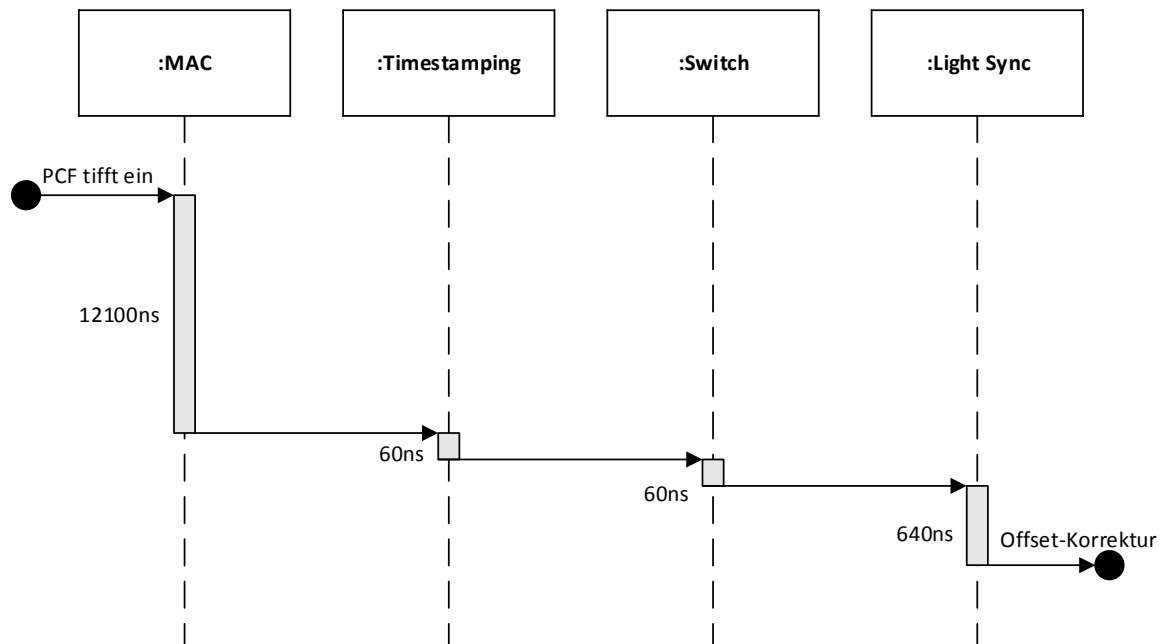 :MAC
:Timestamping
:Switch
:Light Sync
PCF tifft ein
12100ns
60ns
60ns
640ns
Offset-Korrektur